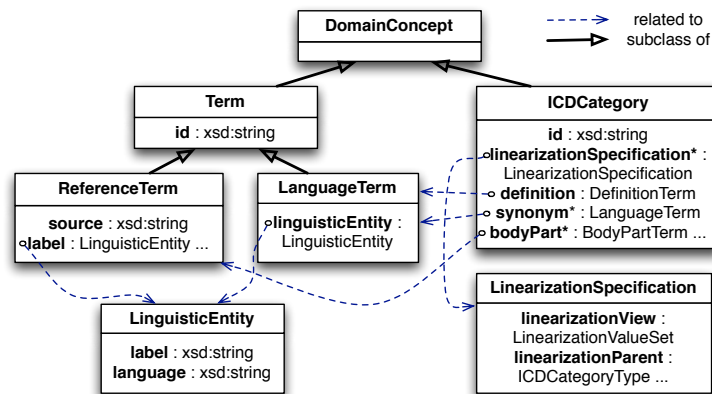 DomainConcept
related to
subclass of
Term
id : xsd:string
ICDCategory
id : xsd:string
linearizationSpecification* :
LinearizationSpecification
definition : DefinitionTerm
synonym* : LanguageTerm
bodyPart* : BodyPartTerm ...
ReferenceTerm
source : xsd:string
label : LinguisticEntity ...
LanguageTerm
linguisticEntity :
LinguisticEntity
LinguisticEntity
label : xsd:string
language : xsd:string
LinearizationSpecification
linearizationView :
LinearizationValueSet
linearizationParent :
ICDCategoryType ...